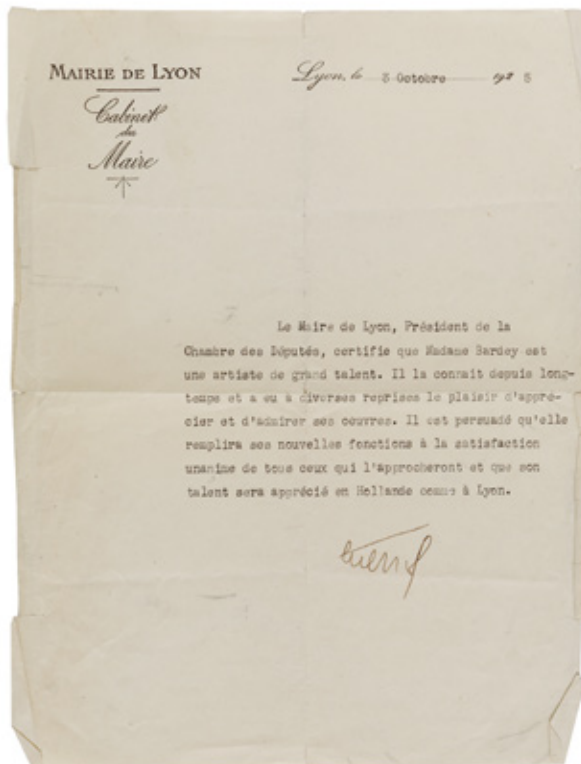 MAIRIE DE LYON
Cabinet
du
Maire
Lyon, le 3 Octobre 192 5
Le Maire de Lyon, Président de la
Chambre des Députés, certifie que Madame Bardey est
une artiste de grand talent. Il la connait depuis long-
temps et a eu à diverses reprises le plaisir d'appré-
cier et d'admirer ses oeuvres. Il est persuadé qu'elle
remplira ses nouvelles fonctions à la satisfaction
unanime de tous ceux qui l'approcheront et que son
talent sera apprécié en Hollande comme à Lyon.